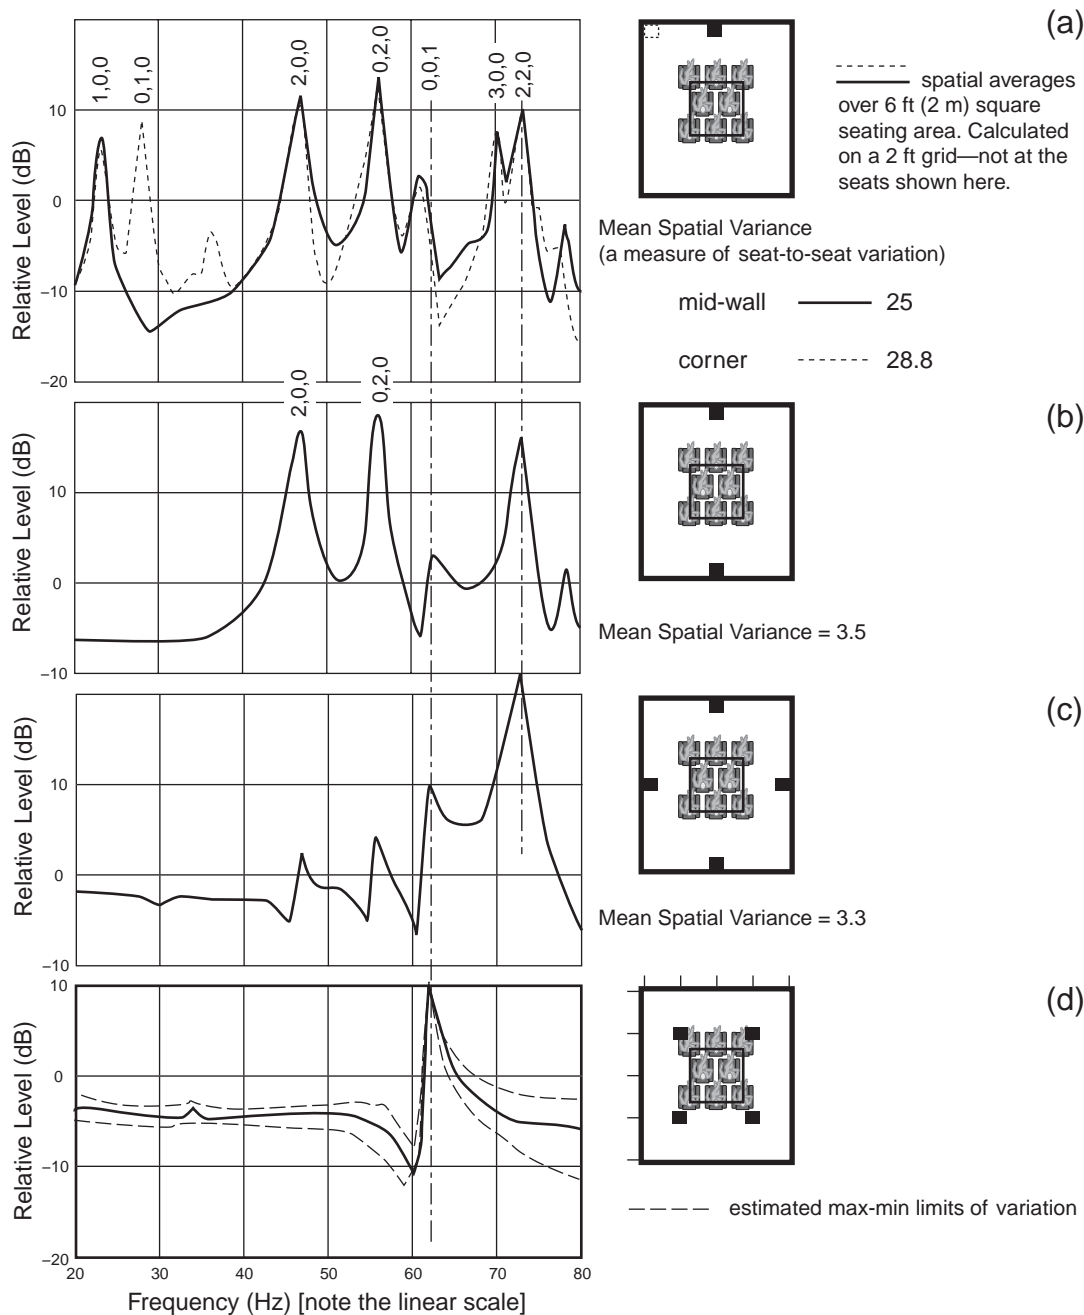 (a)
1,0,0
0,1,0
2,0,0
0,2,0
0,0,1
3,0,0
2,2,0
Relative Level (dB)
10
0
−10
−20
spatial averages
over 6 ft (2 m) square
seating area. Calculated
on a 2 ft grid—not at the
seats shown here.
Mean Spatial Variance
(a measure of seat-to-seat variation)
mid-wall 25
corner 28.8
(b)
2,0,0
0,2,0
Relative Level (dB)
10
0
−10
Mean Spatial Variance = 3.5
(c)
Relative Level (dB)
10
0
−10
Mean Spatial Variance = 3.3
(d)
Relative Level (dB)
10
0
−10
−20
20 30 40 50 60 70 80
Frequency (Hz) [note the linear scale]
estimated max-min limits of variation